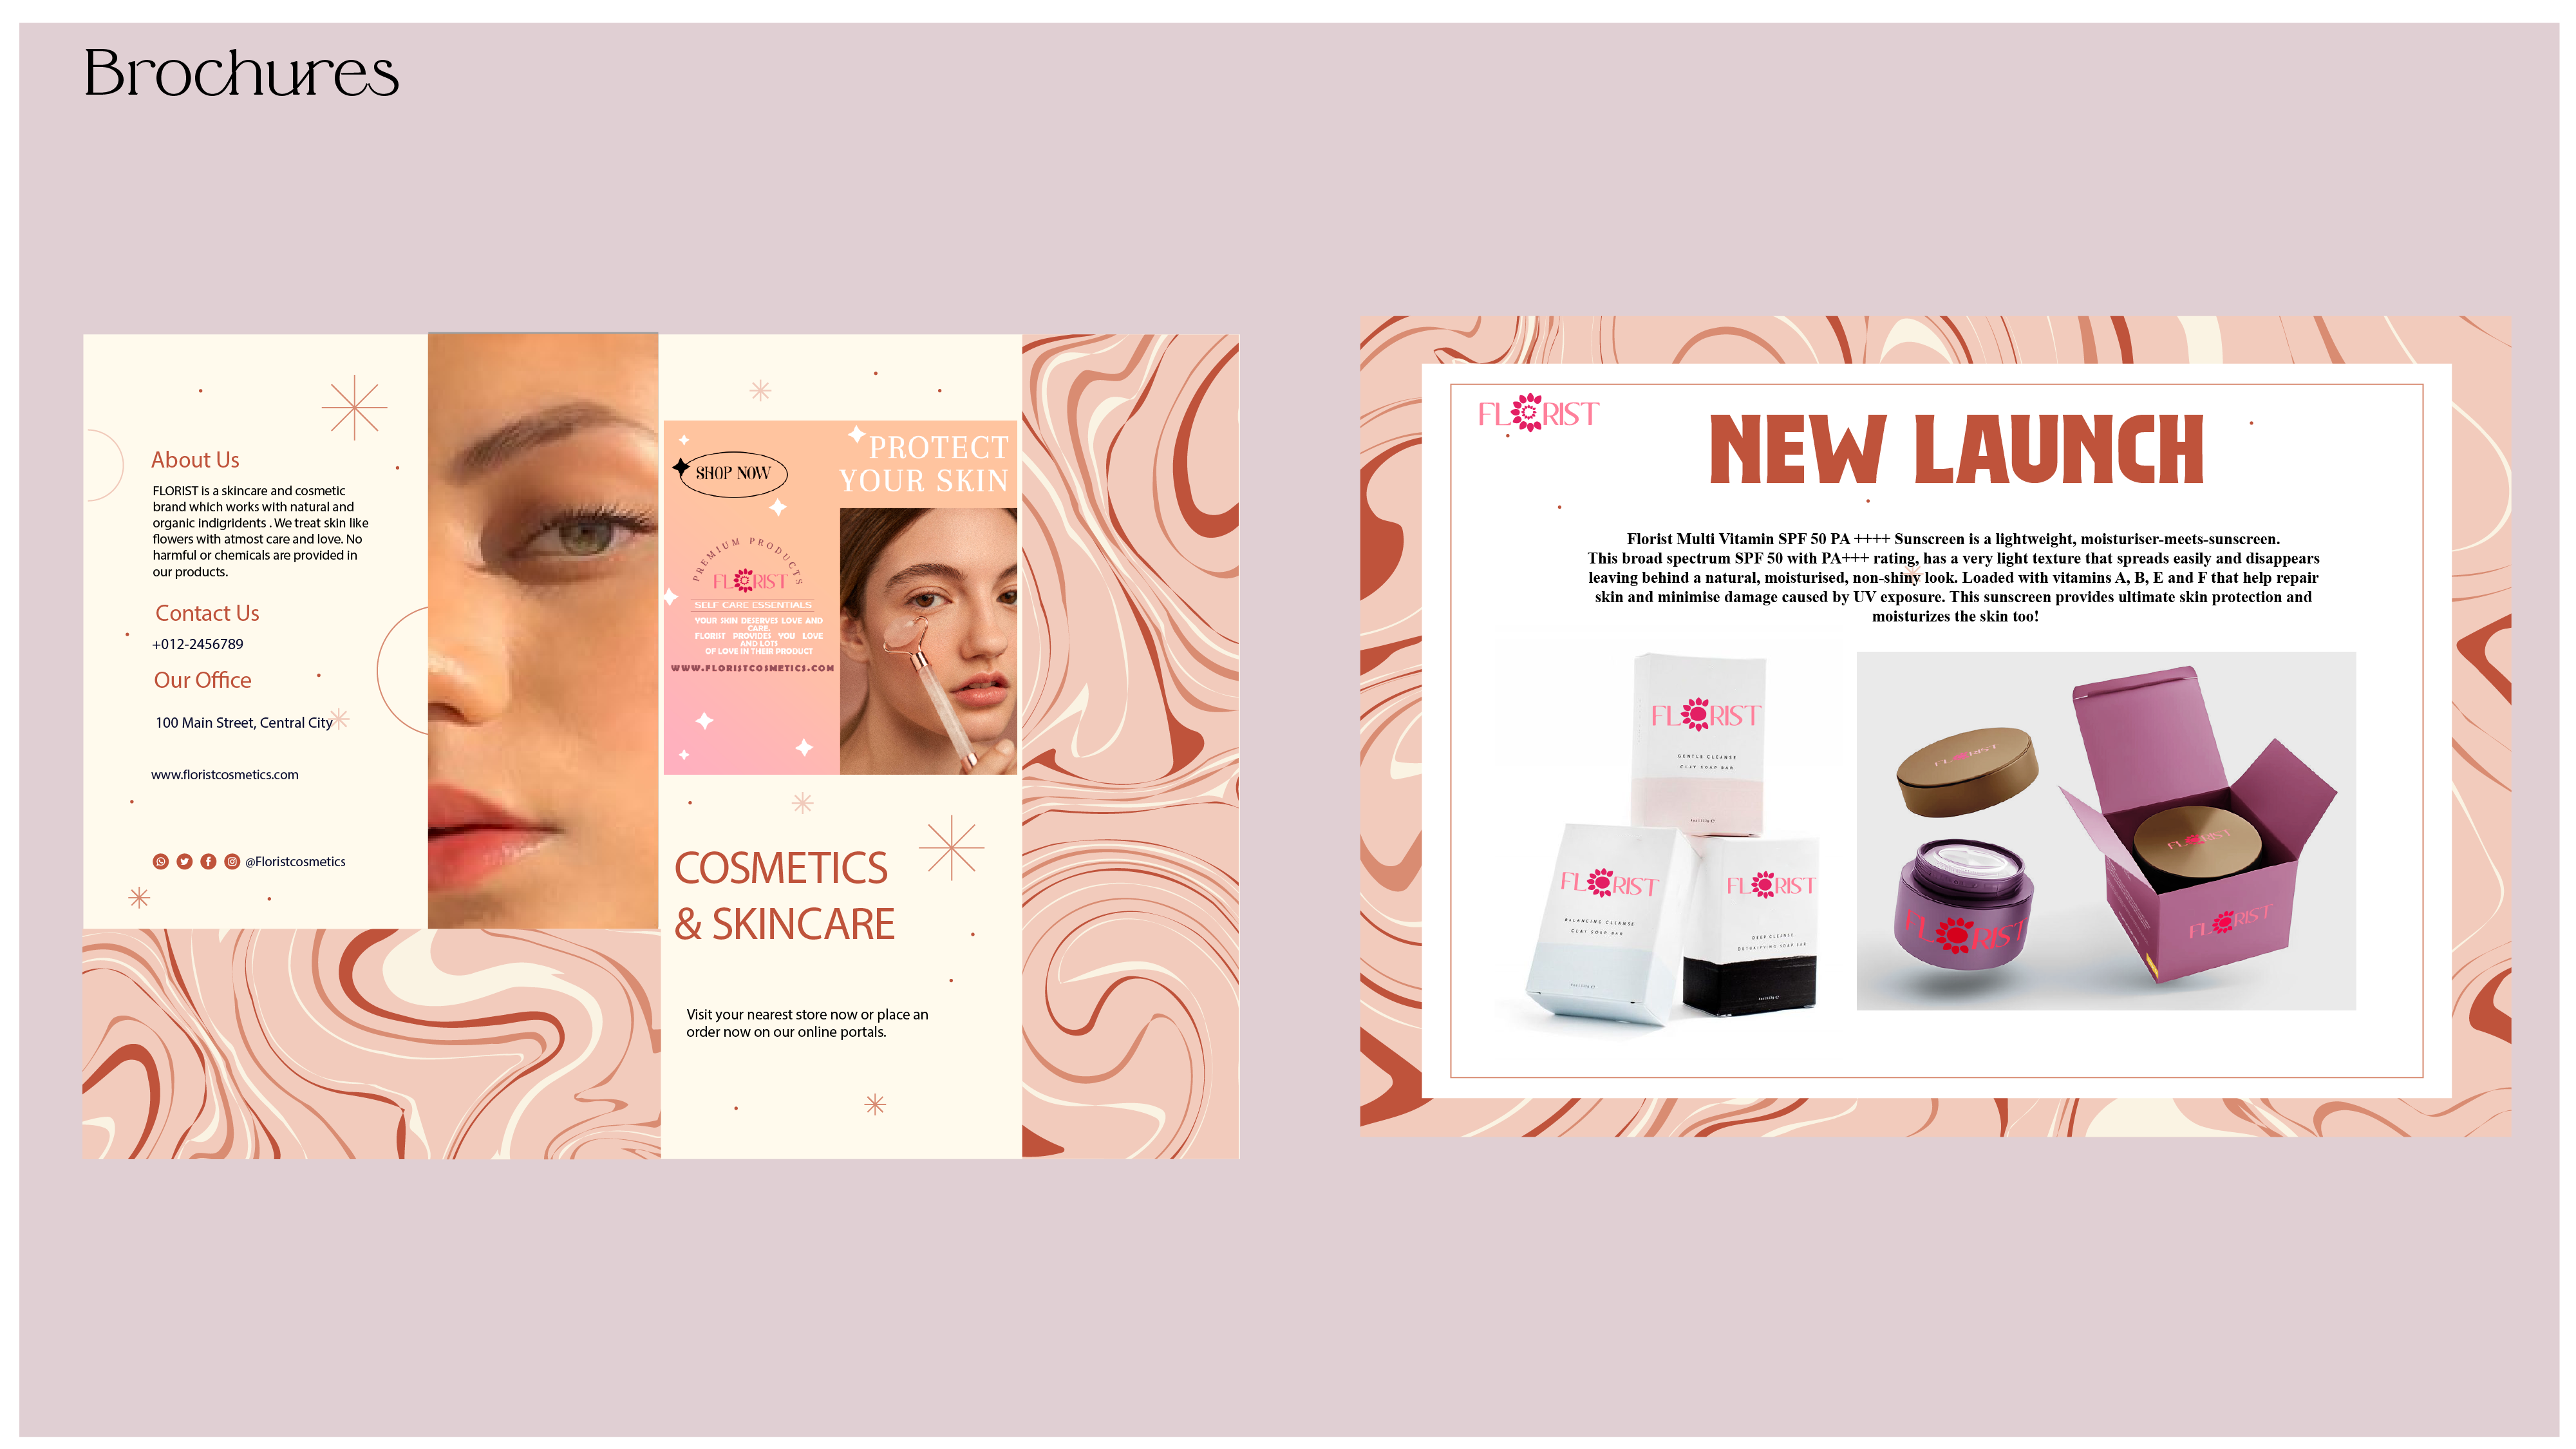 Brochures
About Us
FLORIST is a skincare and cosmetic
brand which works with natural and
organic indigridents . We treat skin like
flowers with atmost care and love. No
harmful or chemicals are provided in
our products.
Contact Us
+012-2456789
Our Office
100 Main Street, Central City
www.floristcosmetics.com
@Floristcosmetics
SHOP NOW
PROTECT
YOUR SKIN
PREMIUM PRODUCTS
FLORIST
SELF CARE ESSENTIALS
YOUR SKIN DESERVES LOVE AND
CARE.
FLORIST PROVIDES YOU LOVE
AND LOTS
OF LOVE IN THEIR PRODUCT
WWW.FLORISTCOSMETICS.COM
COSMETICS
& SKINCARE
Visit your nearest store now or place an
order now on our online portals.
FLORIST
NEW LAUNCH
Florist Multi Vitamin SPF 50 PA ++++ Sunscreen is a lightweight, moisturiser-meets-sunscreen.
This broad spectrum SPF 50 with PA+++ rating, has a very light texture that spreads easily and disappears
leaving behind a natural, moisturised, non-shiny look. Loaded with vitamins A, B, E and F that help repair
skin and minimise damage caused by UV exposure. This sunscreen provides ultimate skin protection and
moisturizes the skin too!
FLORIST
GENTLE CLEANSE
CLAY SOAP BAR
FLORIST
BALANCING CLEANSE
CLAY SOAP BAR
FLORIST
DEEP CLEANSE
DETOXIFYING SOAP BAR
FLORIST
FLORIST
FLORIST
FLORIST